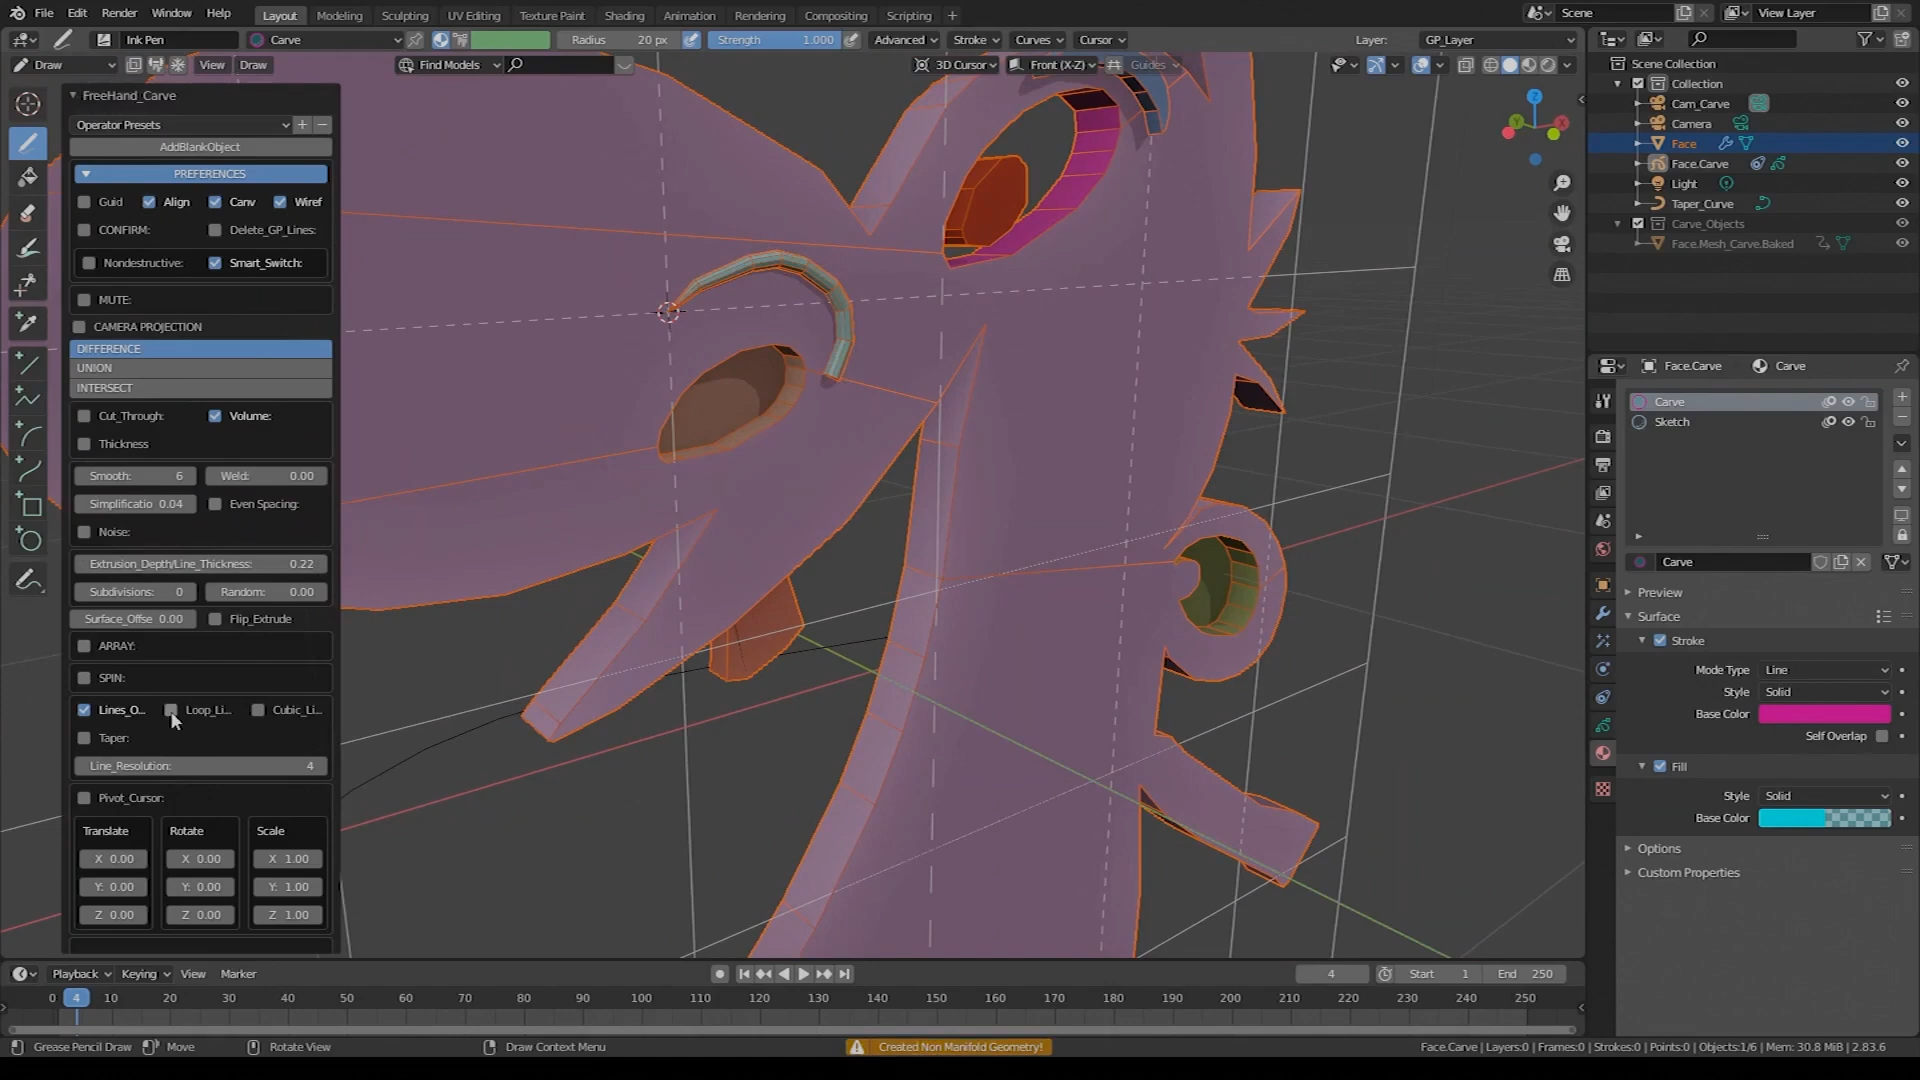 File Edit Render Window Help Layout Modeling Sculpting UV Editing Texture Paint Shading Animation Rendering Compositing Scripting + Scene View Layer
Ink Pen Carve Radius 20 px Strength 1.000 Advanced Stroke Curves Cursor Layer: GP_Layer
Draw View Draw Find Models 3D Cursor Front (X-Z) Guides
FreeHand_Carve
Operator Presets
AddBlankObject
PREFERENCES
Guid Align Canv Wiref
CONFIRM: Delete_GP_Lines:
Nondestructive: Smart_Switch:
MUTE:
CAMERA PROJECTION
DIFFERENCE
UNION
INTERSECT
Cut_Through: Volume:
Thickness
Smooth: 6 Weld: 0.00
Simplificatio 0.04 Even Spacing:
Noise:
Extrusion_Depth/Line_Thickness: 0.22
Subdivisions: 0 Random: 0.00
Surface_Offse 0.00 Flip_Extrude
ARRAY:
SPIN:
Lines_O... Loop_Li... Cubic_Li...
Taper:
Line_Resolution: 4
Pivot_Cursor:
Translate Rotate Scale
X 0.00 X 0.00 X 1.00
Y: 0.00 Y: 0.00 Y: 1.00
Z 0.00 Z 0.00 Z 1.00
Z
Y
X
Scene Collection
Collection
Cam_Carve
Camera
Face
Face.Carve
Light
Taper_Curve
Carve_Objects
Face.Mesh_Carve.Baked
Face.Carve Carve
Carve
Sketch
Carve
Preview
Surface
Stroke
Mode Type Line
Style Solid
Base Color
Self Overlap
Fill
Style Solid
Base Color
Options
Custom Properties
Playback Keying View Marker 4 Start 1 End 250
0 4 10 20 30 40 50 60 70 80 90 100 110 120 130 140 150 160 170 180 190 200 210 220 230 240 250
Grease Pencil Draw Move Rotate View Draw Context Menu Created Non Manifold Geometry! Face.Carve | Layers:0 | Frames:0 | Strokes:0 | Points:0 | Objects:1/6 | Mem: 30.8 MiB | 2.83.6